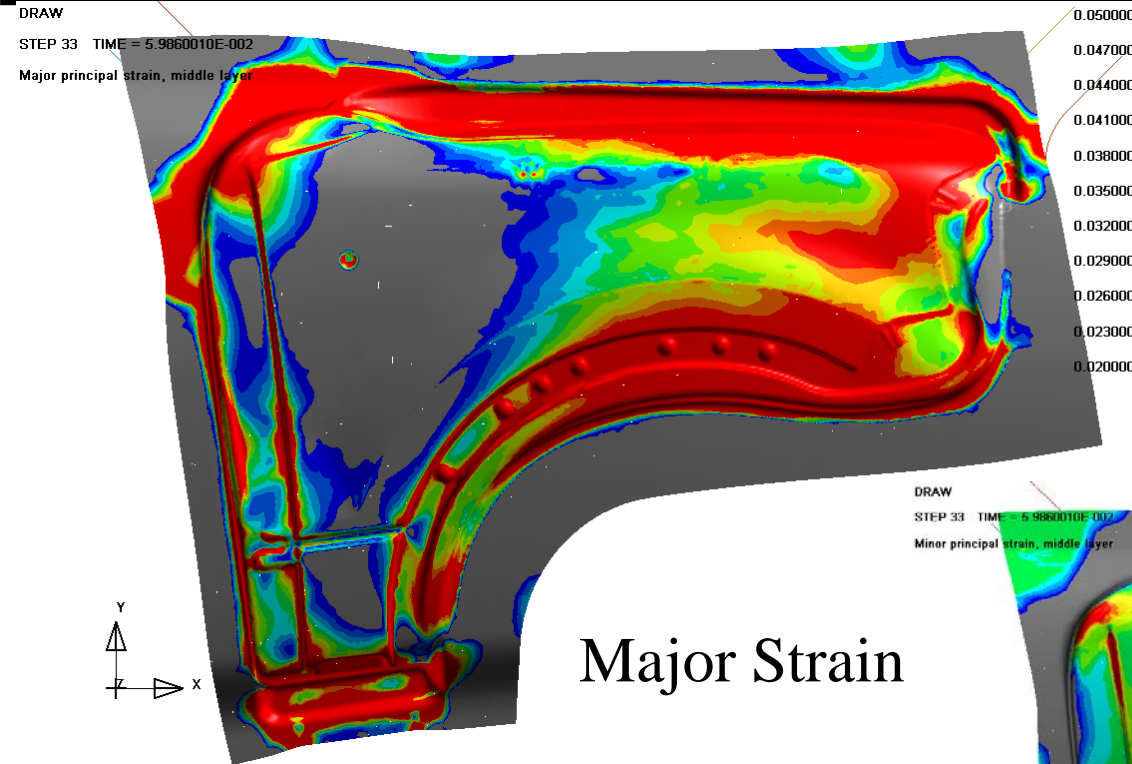 DRAW
STEP 33 TIME = 5.9860010E-002
Major principal strain, middle layer
0.050000
0.047000
0.044000
0.041000
0.038000
0.035000
0.032000
0.029000
0.026000
0.023000
0.020000
DRAW
STEP 33 TIME = 5.9860010E-002
Minor principal strain, middle layer
Y
Z X
Major Strain